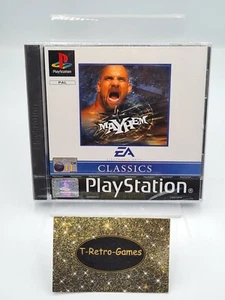 PlayStation
PAL
MAYHEM
EA
CLASSICS
PlayStation
T-Retro-Games